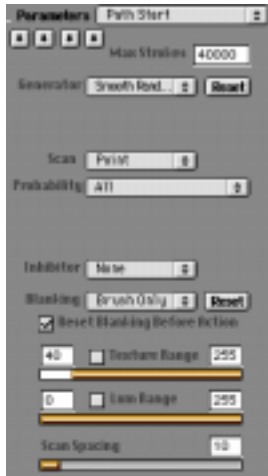 Parameters Path Start
Max Strokes 40000
Generator Smooth Rand... Reset
Scan Point
Probability All
Inhibitor None
Blanking Brush Only Reset
Reset Blanking Before Action
40 Texture Range 255
0 Lum Range 255
Scan Spacing 10